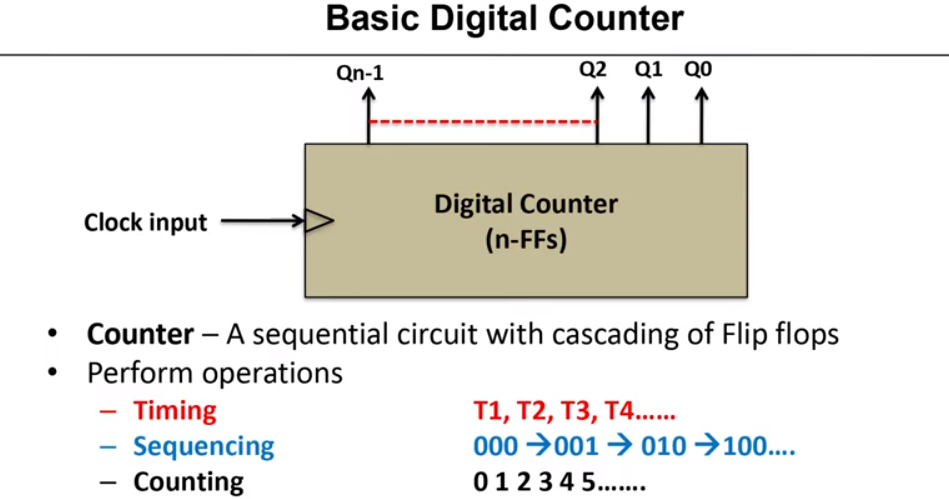 Basic Digital Counter
Qn-1 Q2 Q1 Q0
Clock input
Digital Counter
(n-FFs)
• Counter – A sequential circuit with cascading of Flip flops
• Perform operations
– Timing T1, T2, T3, T4......
– Sequencing 000 →001 → 010 →100....
– Counting 0 1 2 3 4 5.......